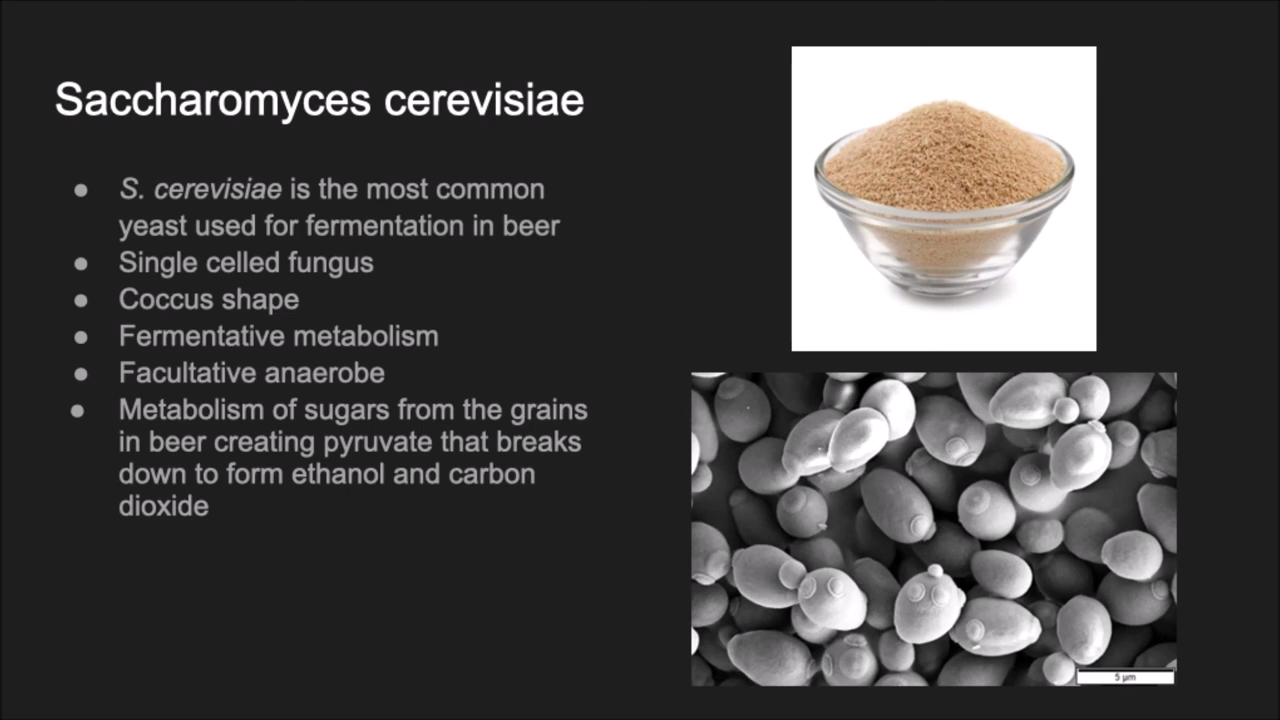 Saccharomyces cerevisiae
● S. cerevisiae is the most common
yeast used for fermentation in beer
● Single celled fungus
● Coccus shape
● Fermentative metabolism
● Facultative anaerobe
● Metabolism of sugars from the grains
in beer creating pyruvate that breaks
down to form ethanol and carbon
dioxide
5 µm